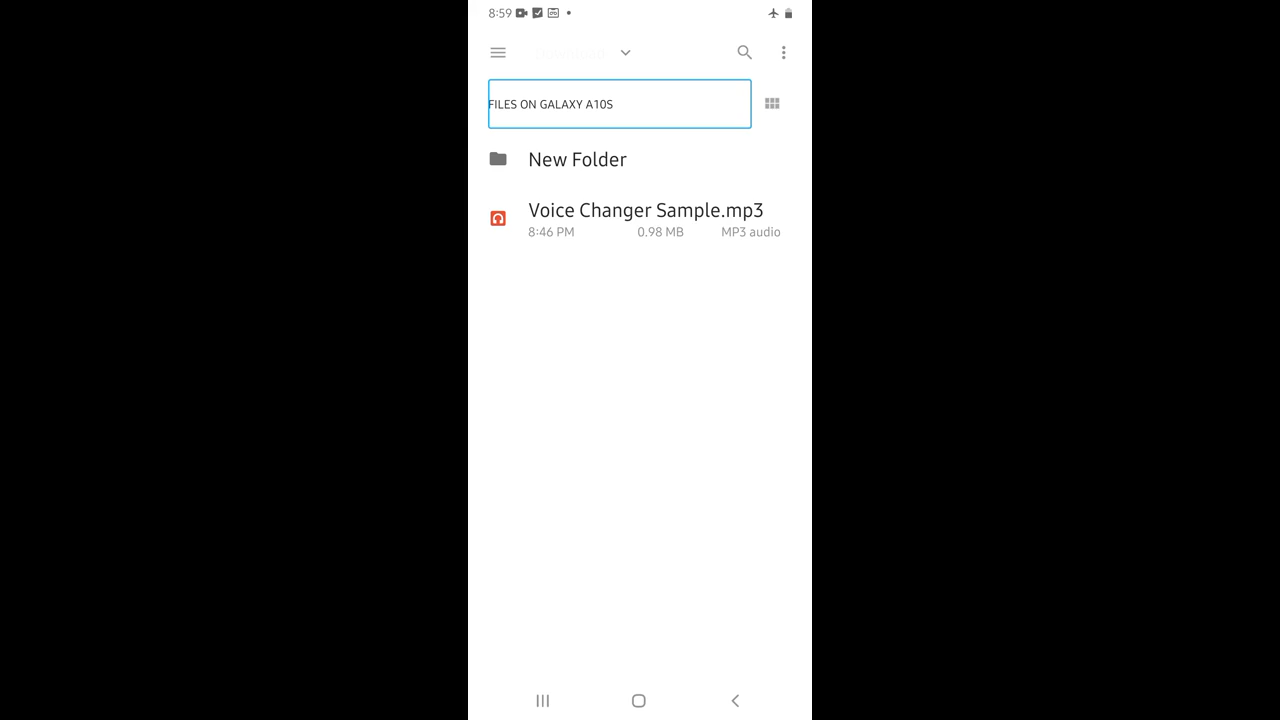 8:59
FILES ON GALAXY A10S
New Folder
Voice Changer Sample.mp3
8:46 PM 0.98 MB MP3 audio